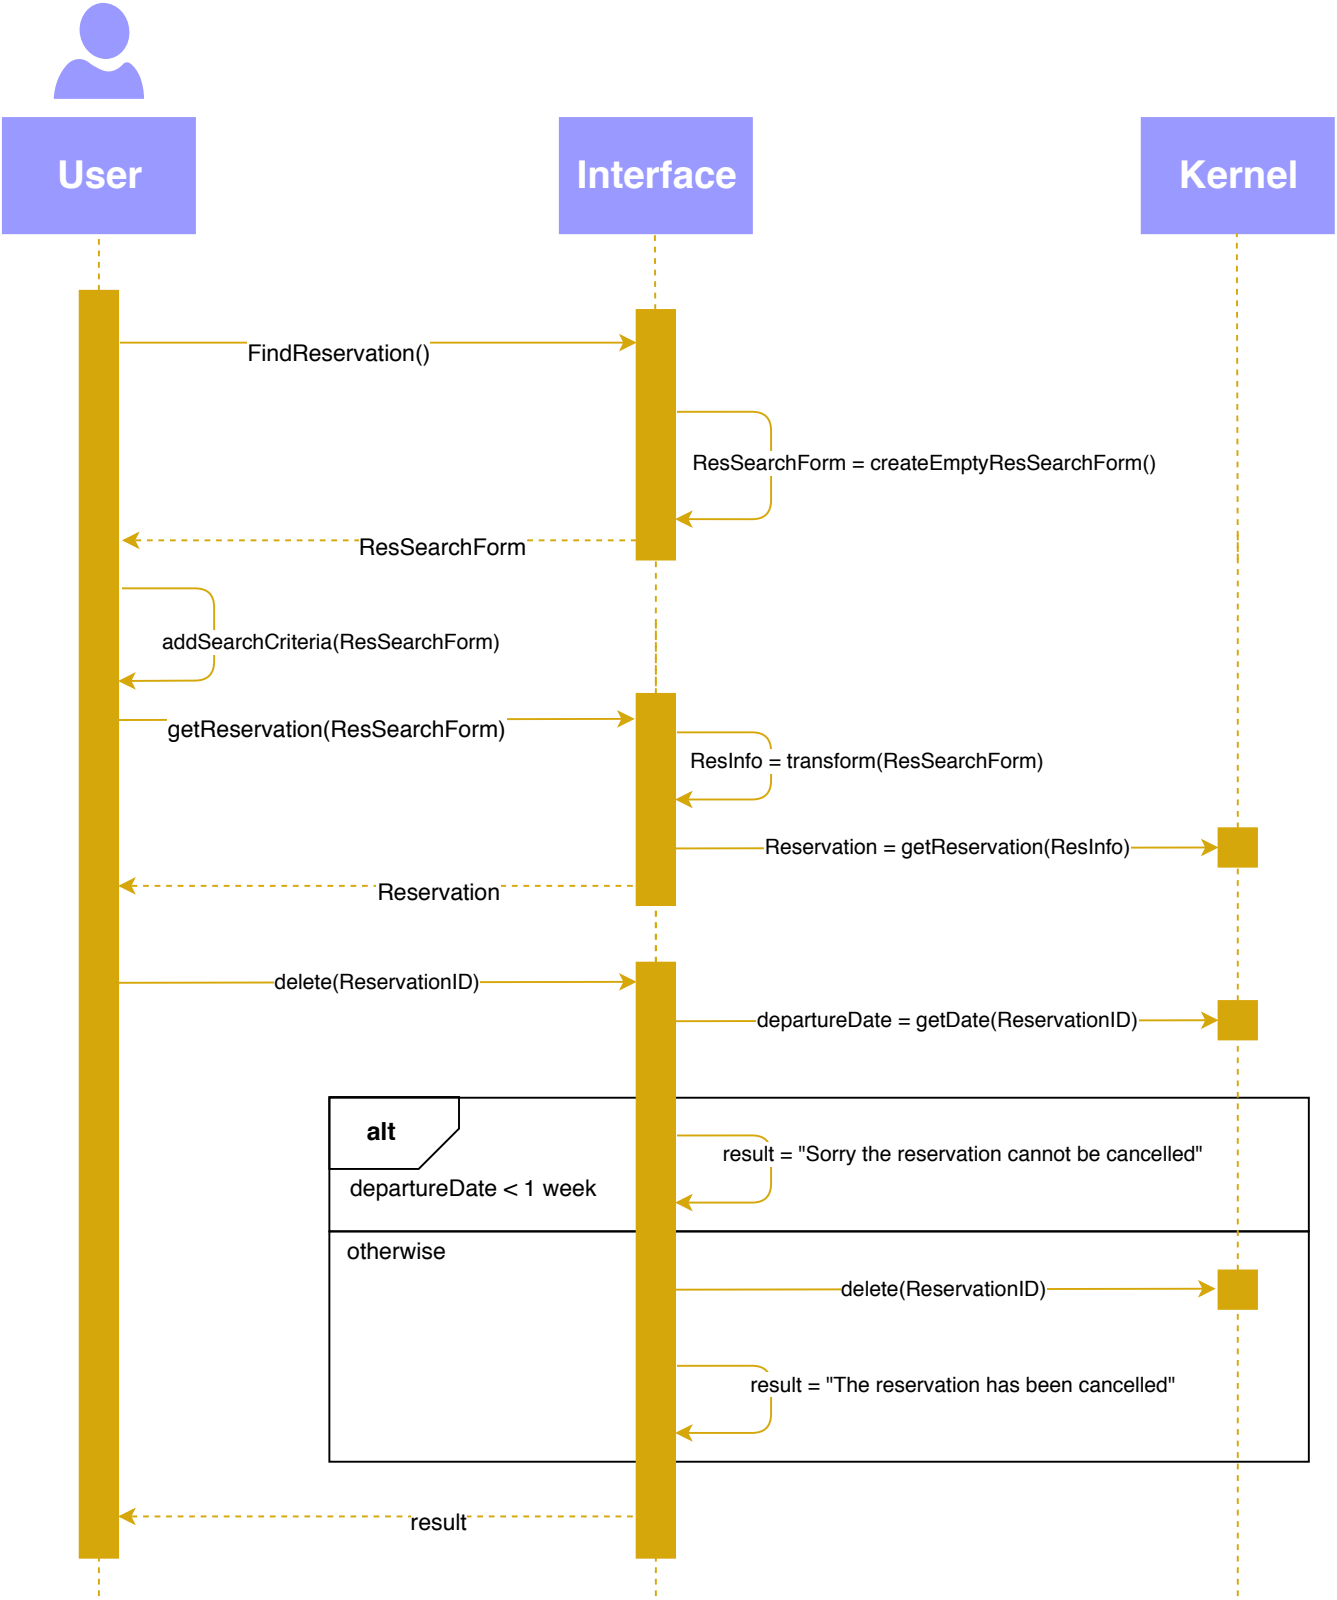 User
Interface
Kernel
FindReservation()
ResSearchForm = createEmptyResSearchForm()
ResSearchForm
addSearchCriteria(ResSearchForm)
getReservation(ResSearchForm)
ResInfo = transform(ResSearchForm)
Reservation = getReservation(ResInfo)
Reservation
delete(ReservationID)
departureDate = getDate(ReservationID)
alt
result = "Sorry the reservation cannot be cancelled"
departureDate < 1 week
otherwise
delete(ReservationID)
result = "The reservation has been cancelled"
result